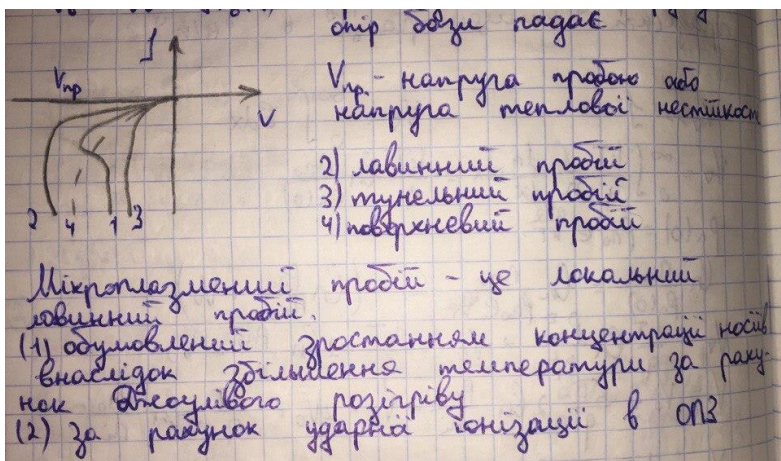 опір бази падає
J
Vпр
V
Vпр - напруга пробою або
напруга теплової нестійкост
2) лавинний пробій
3) тунельний пробій
4) поверхневий пробій
2 4 1 3
Мікроплазменний пробій - це локальний
лавинний пробій.
(1) обумовлений зростанням концентрації носіїв
внаслідок збільшення температури за раху-
нок Джоулівого розігріву
(2) за рахунок ударної іонізації в ОПЗ